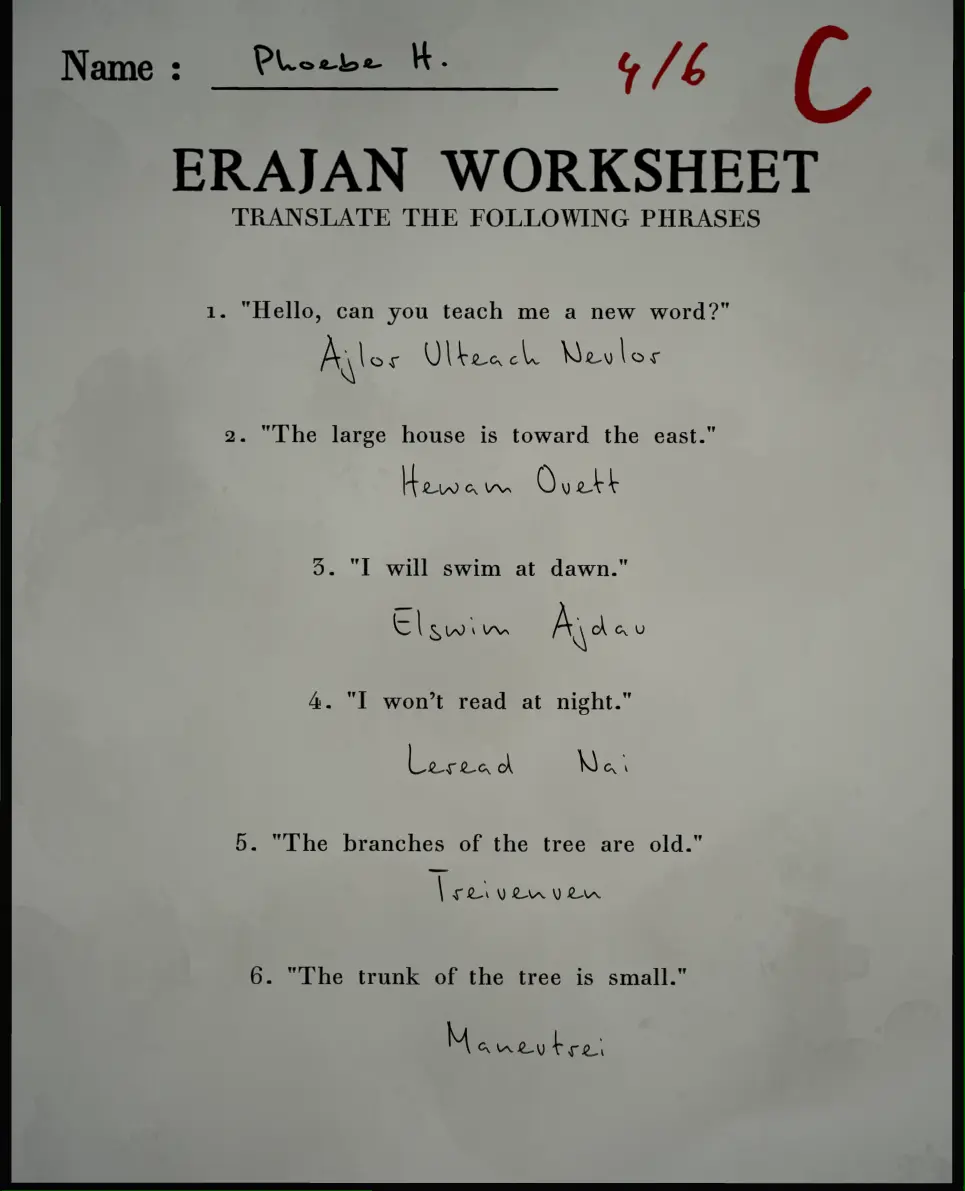 Name : Phoebe H. 4/6 C
ERAJAN WORKSHEET
TRANSLATE THE FOLLOWING PHRASES
1. "Hello, can you teach me a new word?"
Ajlor Ulteach Nevlor
2. "The large house is toward the east."
Hewam Ovett
3. "I will swim at dawn."
Elswim Ajdau
4. "I won't read at night."
Leread Nai
5. "The branches of the tree are old."
Treivenven
6. "The trunk of the tree is small."
Manevtrei